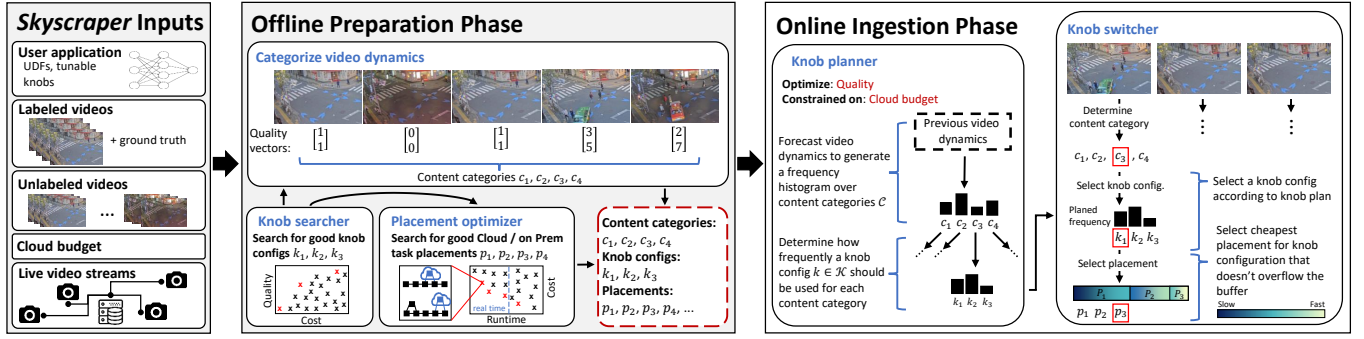 Skyscraper Inputs
User application
UDFs, tunable
knobs
Labeled videos
+ ground truth
Unlabeled videos
...
Cloud budget
Live video streams
Offline Preparation Phase
Categorize video dynamics
Quality
vectors:
[1 1] [0 0] [1 1] [3 5] [2 7]
Content categories c1, c2, c3, c4
Knob searcher
Search for good knob
configs k1, k2, k3
Quality
Cost
Placement optimizer
Search for good Cloud / on Prem
task placements p1, p2, p3, p4
real time
Cost
Runtime
Content categories:
c1, c2, c3, c4
Knob configs:
k1, k2, k3
Placements:
p1, p2, p3, p4, ...
Online Ingestion Phase
Knob planner
Optimize: Quality
Constrained on: Cloud budget
Previous video
dynamics
Forecast video
dynamics to generate
a frequency
histogram over
content categories 𝒞
c1 c2 c3 c4
Determine how
frequently a knob
config k ∈ 𝒦 should
be used for each
content category
k1 k2 k3
Knob switcher
Determine
content category
c1, c2, c3, c4
Select knob config.
Planed
frequency
k1 k2 k3
Select a knob config
according to knob plan
Select placement
P1 P2 P3
p1 p2 p3
Select cheapest
placement for knob
configuration that
doesn't overflow the
buffer
Slow Fast